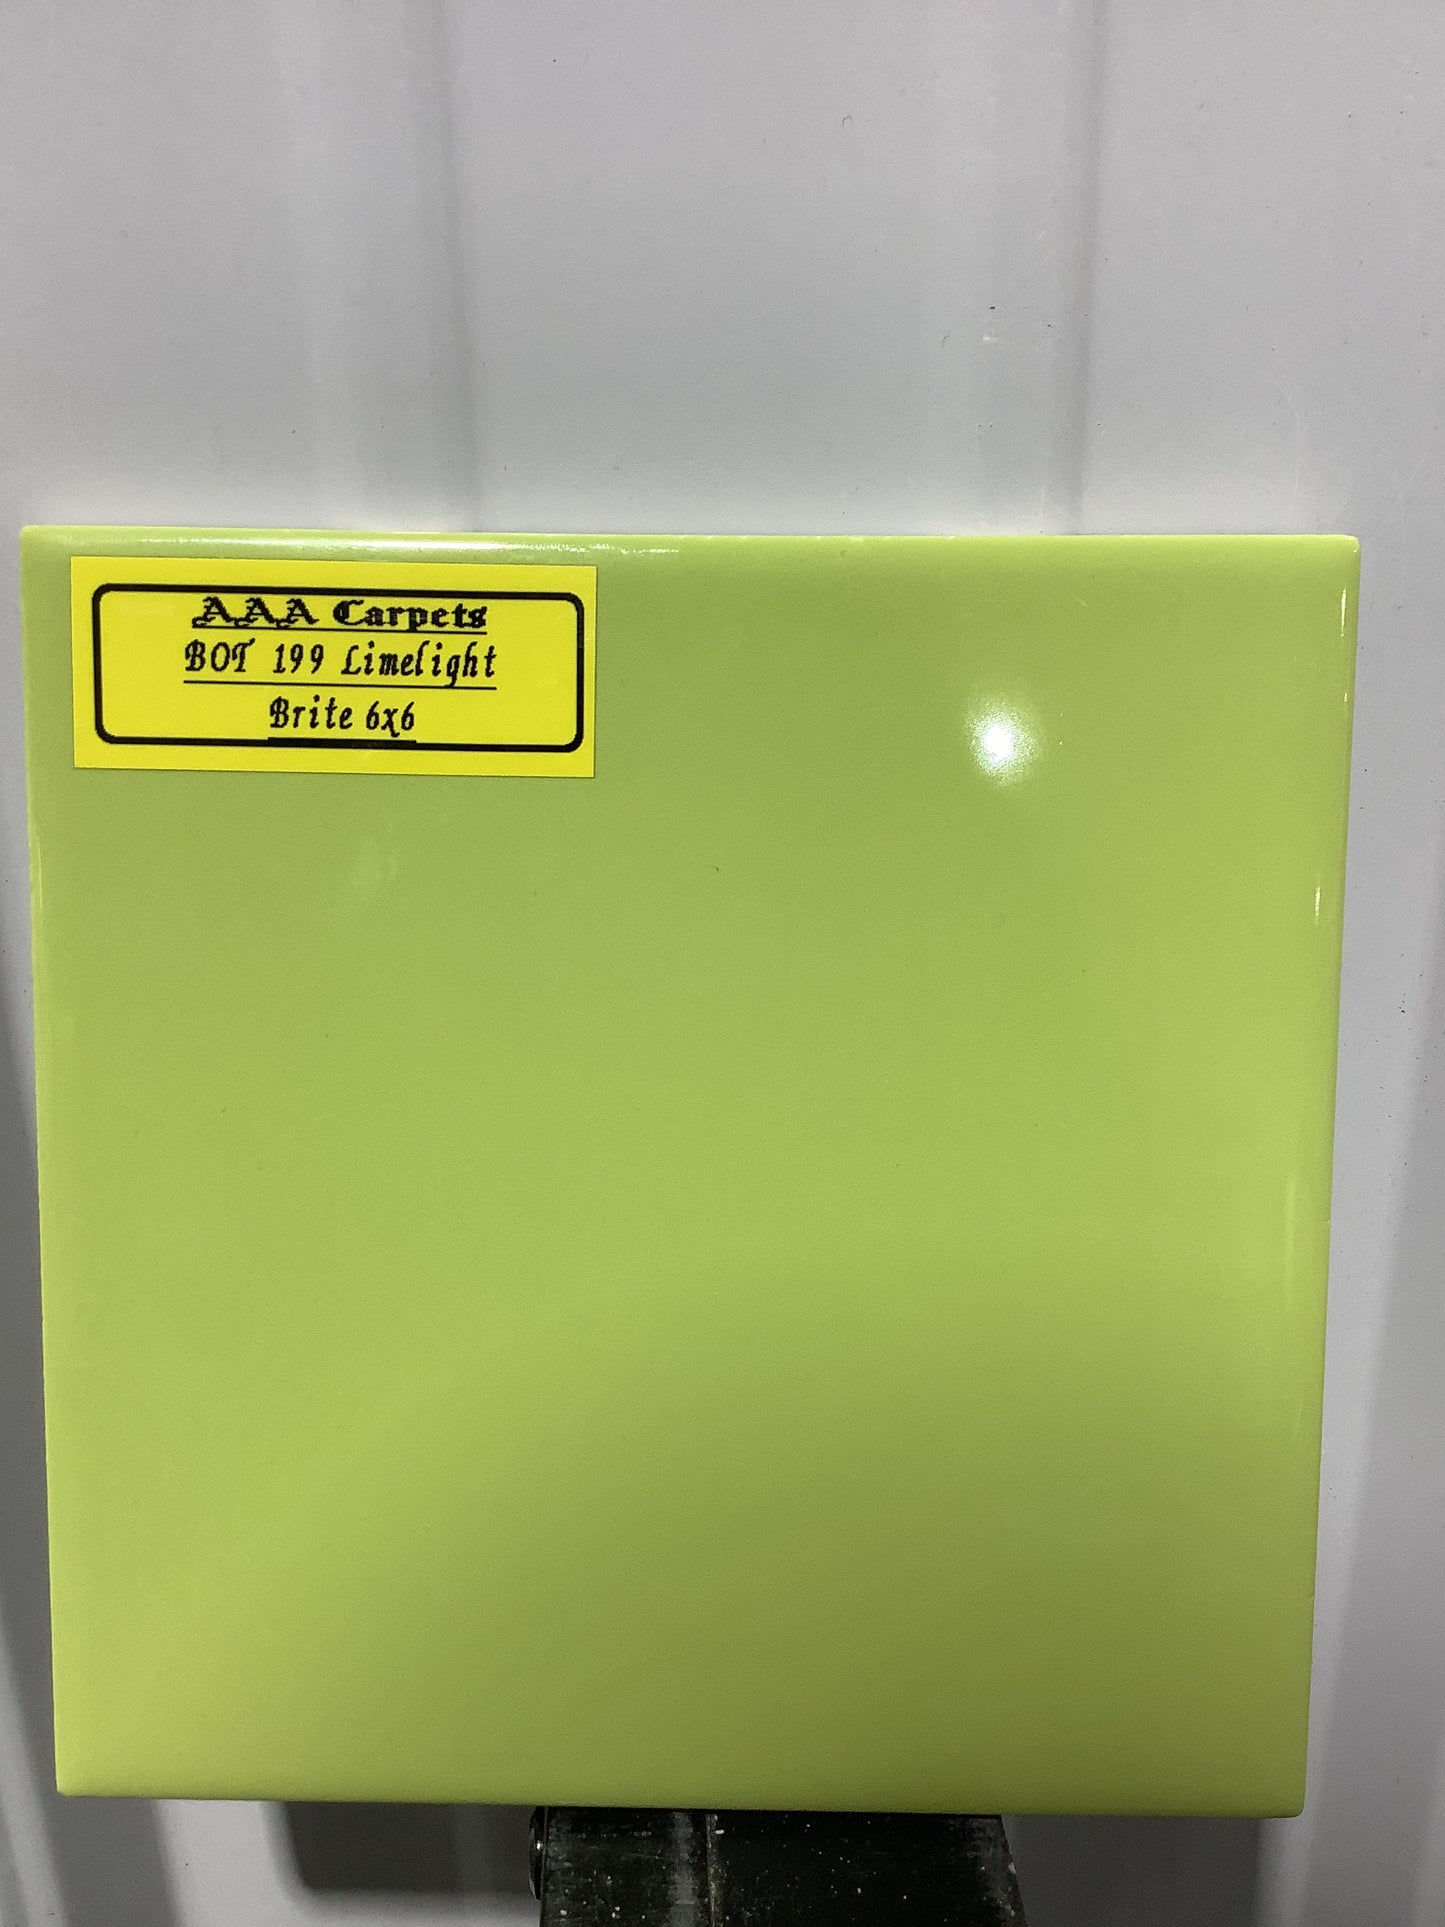 AAA Carpets
BOT 199 Limelight
Brite 6x6